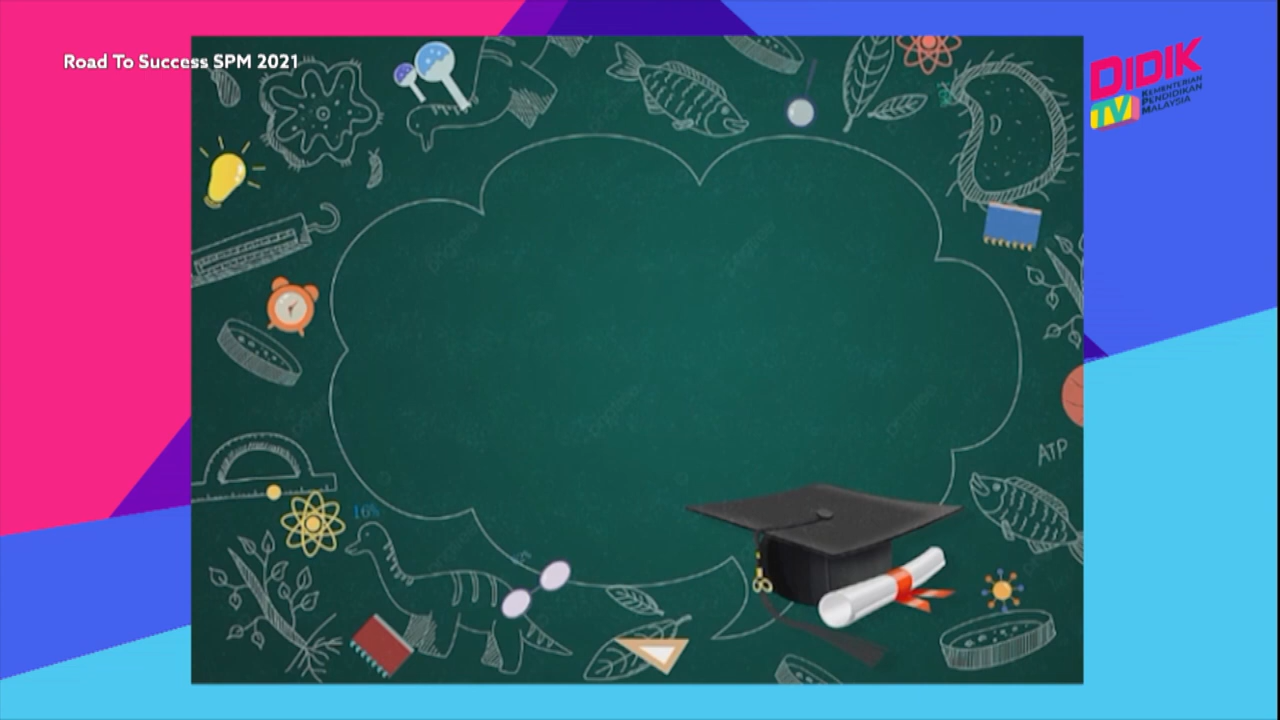 Road To Success SPM 2021
DIDIK
TV
KEMENTERIAN
PENDIDIKAN
MALAYSIA
ATP
16%